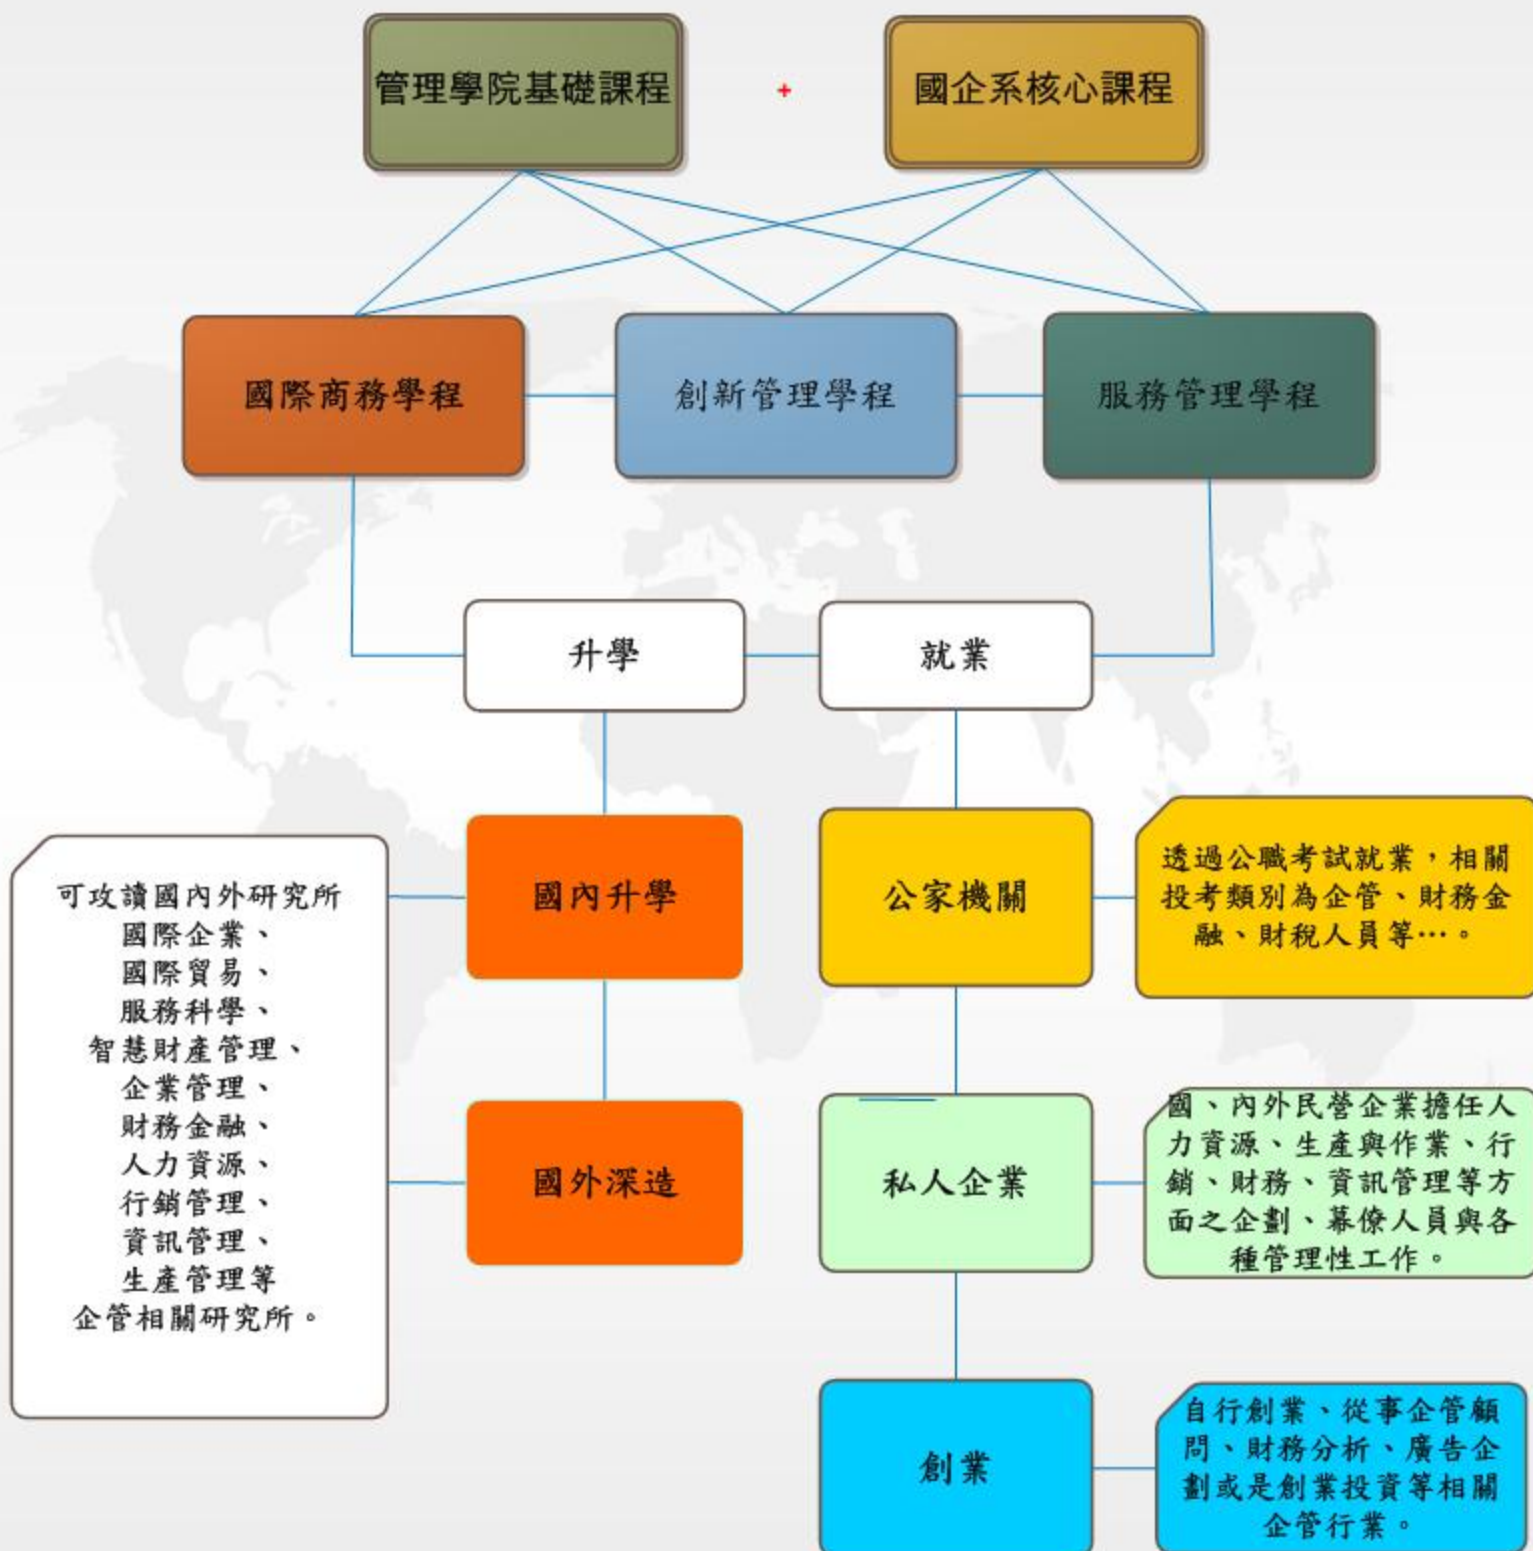 管理學院基礎課程
+
國企系核心課程
國際商務學程
創新管理學程
服務管理學程
升學
就業
可攻讀國內外研究所
國際企業、
國際貿易、
服務科學、
智慧財產管理、
企業管理、
財務金融、
人力資源、
行銷管理、
資訊管理、
生產管理等
企管相關研究所。
國內升學
國外深造
公家機關
透過公職考試就業，相關
投考類別為企管、財務金
融、財稅人員等…。
私人企業
國、內外民營企業擔任人
力資源、生產與作業、行
銷、財務、資訊管理等方
面之企劃、幕僚人員與各
種管理性工作。
創業
自行創業、從事企管顧
問、財務分析、廣告企
劃或是創業投資等相關
企管行業。